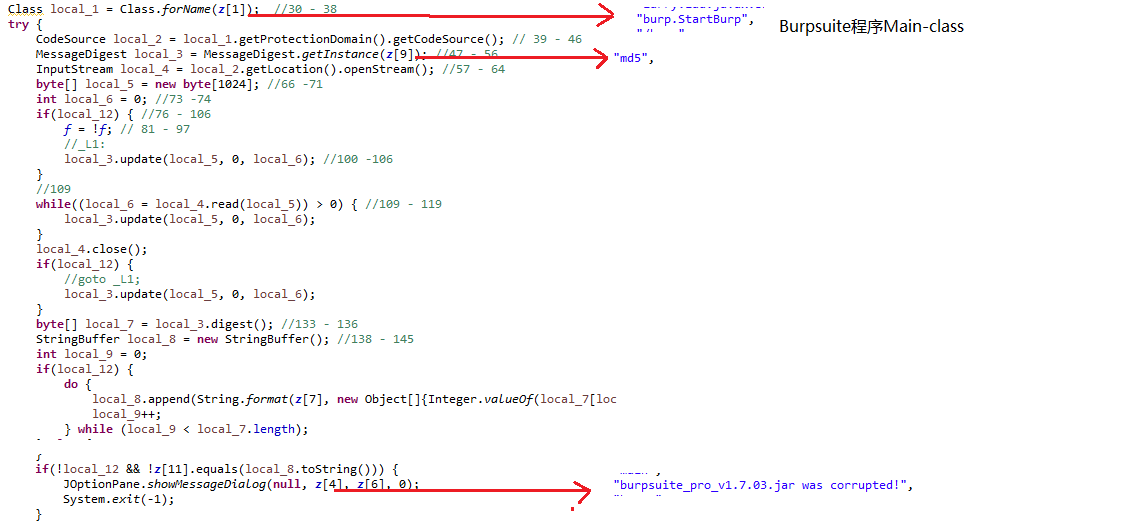 Class local_1 = Class.forName(z[1]);  //30 - 38
"burp.StartBurp",
Burpsuite程序Main-class
try {
    CodeSource local_2 = local_1.getProtectionDomain().getCodeSource(); // 39 - 46
    MessageDigest local_3 = MessageDigest.getInstance(z[9]); //47 - 56
"md5",
    InputStream local_4 = local_2.getLocation().openStream(); //57 - 64
    byte[] local_5 = new byte[1024]; //66 -71
    int local_6 = 0; //73 -74
    if(local_12) { //76 - 106
        f = !f; // 81 - 97
        //_L1:
        local_3.update(local_5, 0, local_6); //100 -106
    }
    //109
    while((local_6 = local_4.read(local_5)) > 0) { //109 - 119
        local_3.update(local_5, 0, local_6);
    }
    local_4.close();
    if(local_12) {
        //goto _L1;
        local_3.update(local_5, 0, local_6);
    }
    byte[] local_7 = local_3.digest(); //133 - 136
    StringBuffer local_8 = new StringBuffer(); //138 - 145
    int local_9 = 0;
    if(local_12) {
        do {
            local_8.append(String.format(z[7], new Object[]{Integer.valueOf(local_7[loc
            local_9++;
        } while (local_9 < local_7.length);
    }
    if(!local_12 && !z[11].equals(local_8.toString())) {
        JOptionPane.showMessageDialog(null, z[4], z[6], 0);
"burpsuite_pro_v1.7.03.jar was corrupted!",
        System.exit(-1);
    }